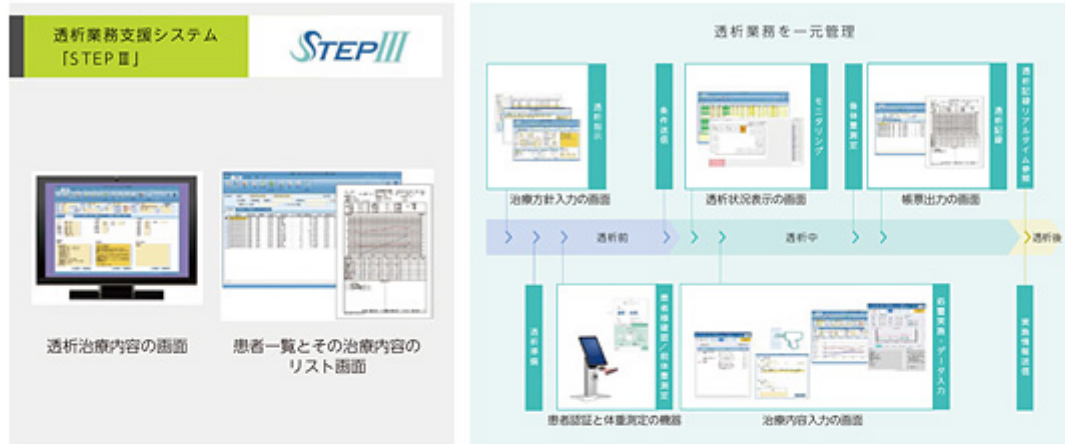 透析業務支援システム
「STEPⅢ」
STEPⅢ
透析治療内容の画面
患者一覧とその治療内容の
リスト画面
透析業務を一元管理
透析指示
条件送信
モニタリング
後体重測定
透析記録
透析記録リアルタイム参照
治療方針入力の画面
透析状況表示の画面
帳票出力の画面
透析前
透析中
透析後
透析準備
患者様確認/前体重測定
処置実施・データ入力
実施情報送信
患者認証と体重測定の機器
治療内容入力の画面